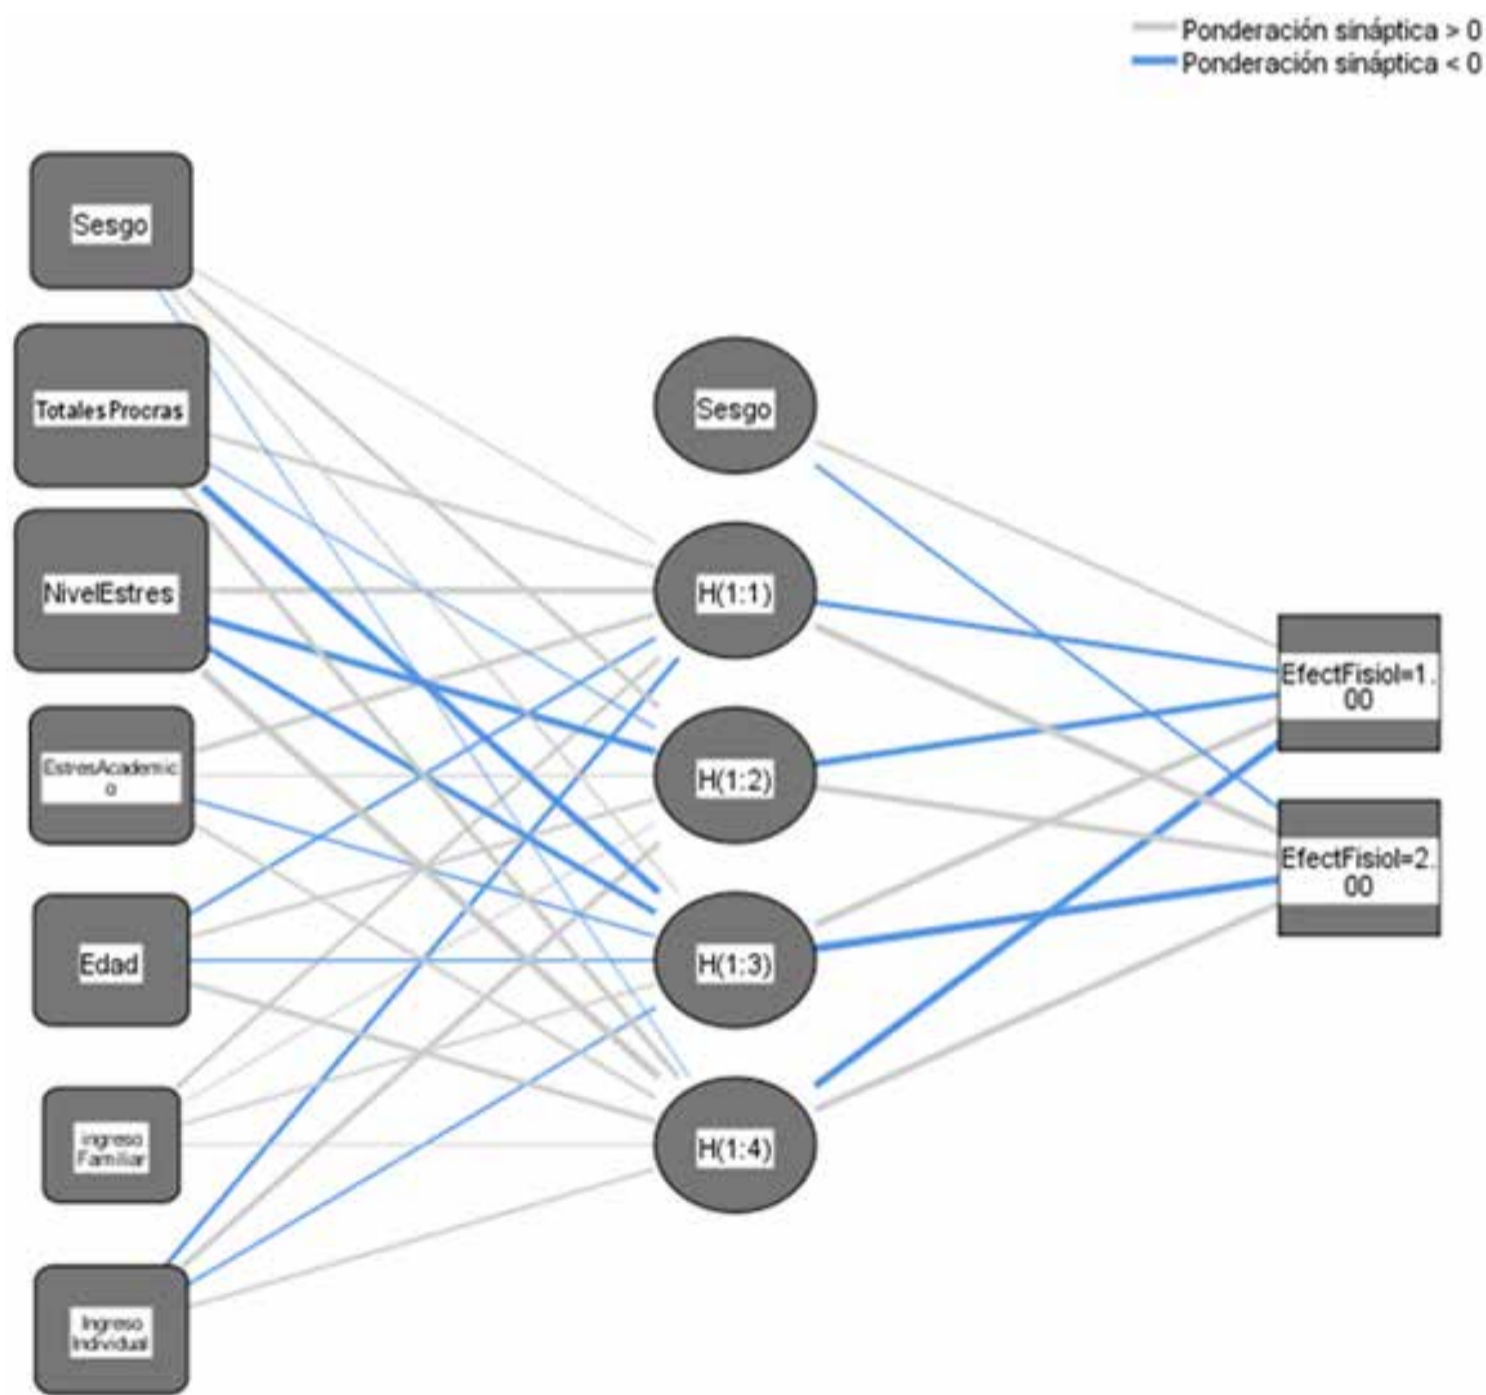 Ponderación sináptica > 0
Ponderación sináptica < 0
Sesgo
Totales Procras
NivelEstres
EstresAcademic
o
Edad
ingreso
Familiar
Ingreso
Individual
Sesgo
H(1:1)
H(1:2)
H(1:3)
H(1:4)
EfectFisiol=1.
00
EfectFisiol=2.
00